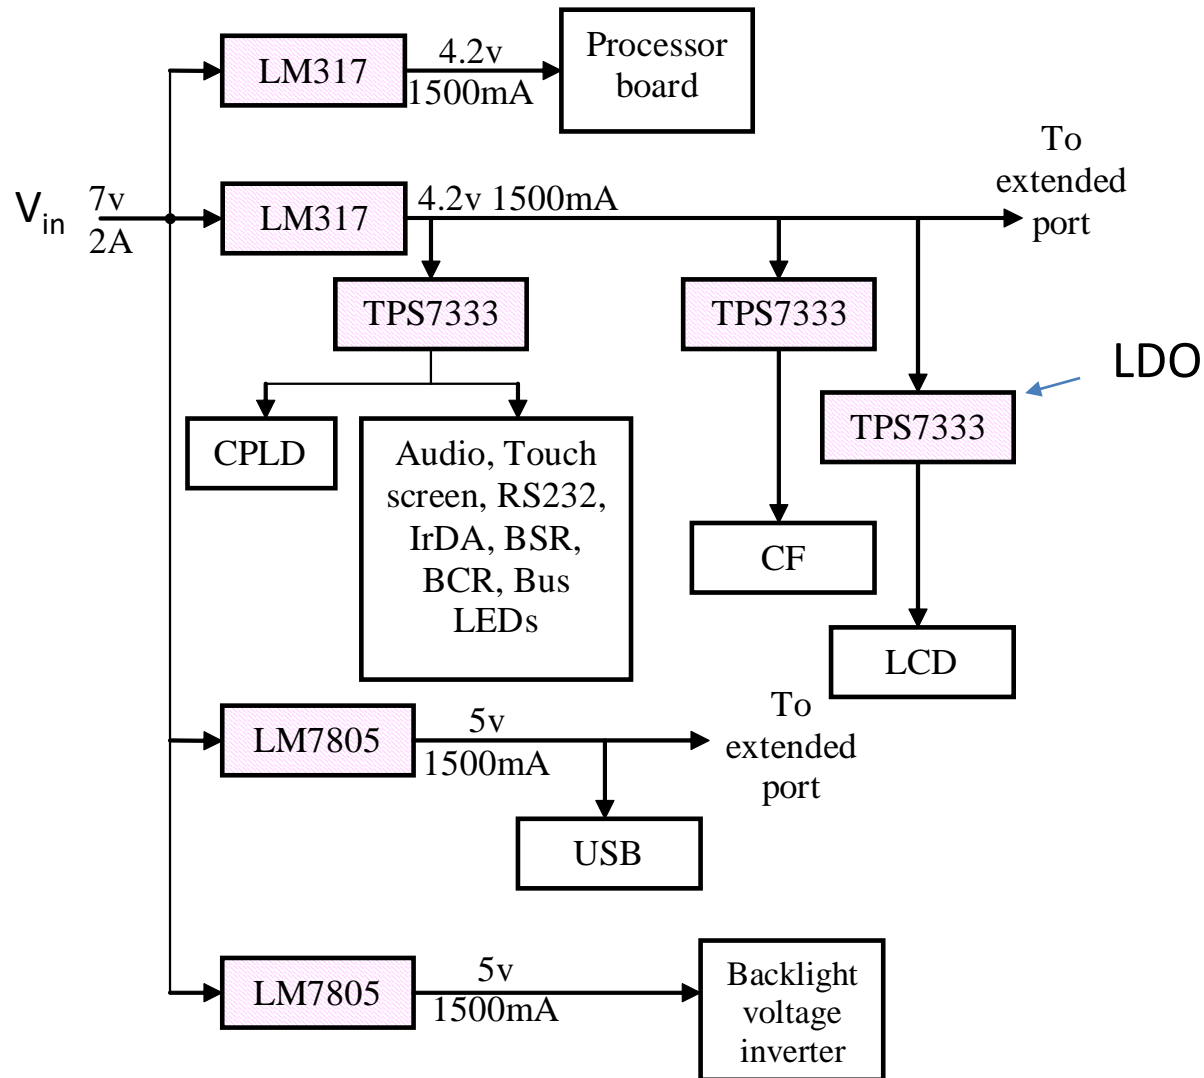 LM317
4.2v
1500mA
Processor
board
V_in
7v
2A
LM317
4.2v 1500mA
To
extended
port
TPS7333
TPS7333
LDO
TPS7333
CPLD
Audio, Touch
screen, RS232,
IrDA, BSR,
BCR, Bus
LEDs
CF
LCD
LM7805
5v
1500mA
To
extended
port
USB
LM7805
5v
1500mA
Backlight
voltage
inverter